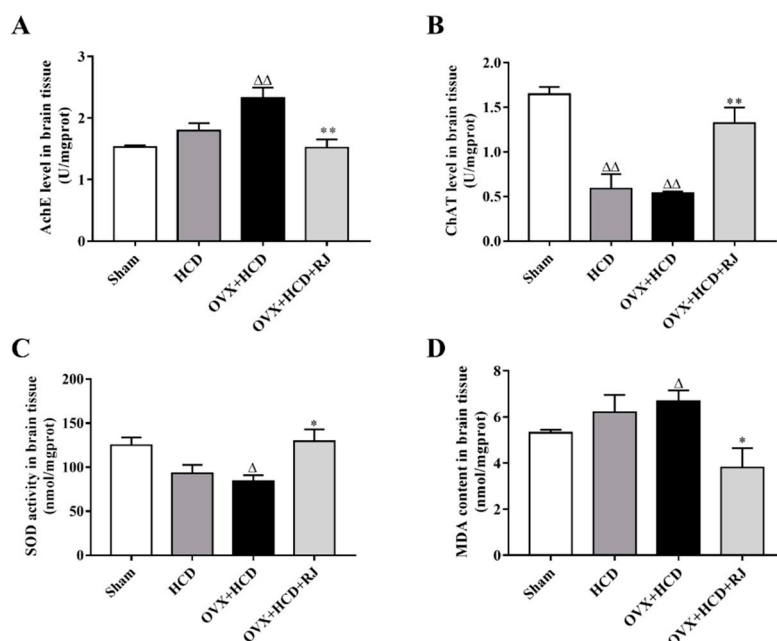 A
AchE level in brain tissue
(U/mgprot)
3
2
1
0
ΔΔ
**
Sham
HCD
OVX+HCD
OVX+HCD+RJ
B
ChAT level in brain tissue
(U/mgprot)
2.0
1.5
1.0
0.5
0.0
ΔΔ
ΔΔ
**
Sham
HCD
OVX+HCD
OVX+HCD+RJ
C
SOD activity in brain tissue
(nmol/mgprot)
200
150
100
50
0
Δ
*
Sham
HCD
OVX+HCD
OVX+HCD+RJ
D
MDA content in brain tissue
(nmol/mgprot)
8
6
4
2
0
Δ
*
Sham
HCD
OVX+HCD
OVX+HCD+RJ